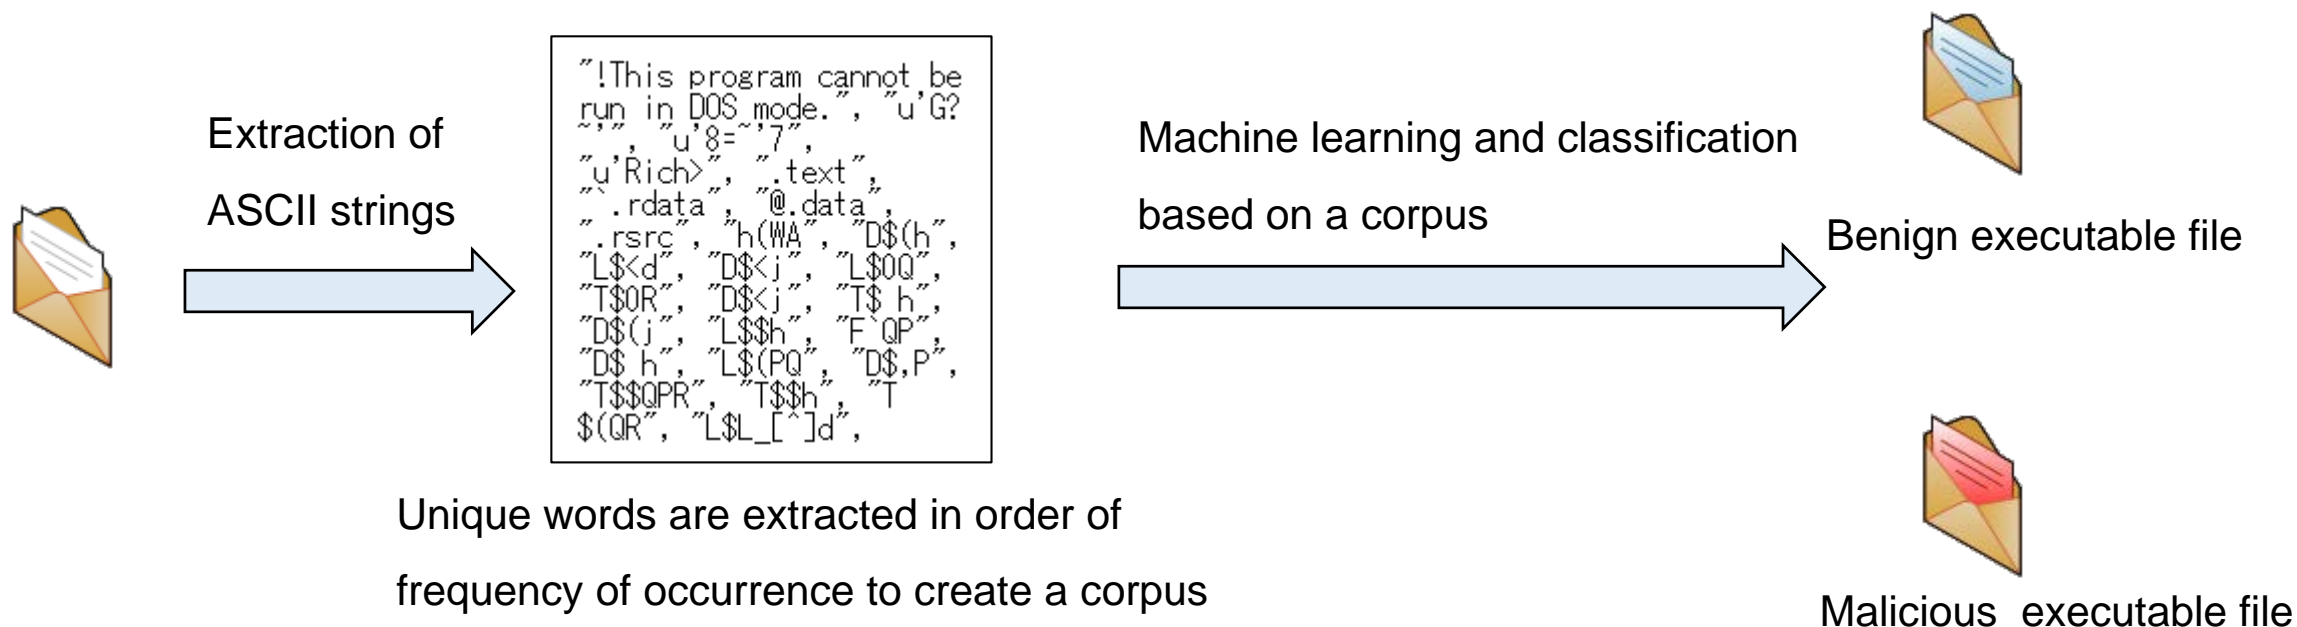 Extraction of
ASCII strings
"!This program cannot be
run in DOS mode.", "u'G?
~'", "u'8=~'7",
"u'Rich>", ".text",
"`.rdata", "@.data",
".rsrc", "h(WA", "D$(h",
"L$<d", "D$<j", "L$0Q",
"T$0R", "D$<j", "T$ h",
"D$(j", "L$$h", "F`QP",
"D$ h", "L$(PQ", "D$,P",
"T$$QPR", "T$$h", "T
$(QR", "L$L_[^]d",
Unique words are extracted in order of
frequency of occurrence to create a corpus
Machine learning and classification
based on a corpus
Benign executable file
Malicious  executable file